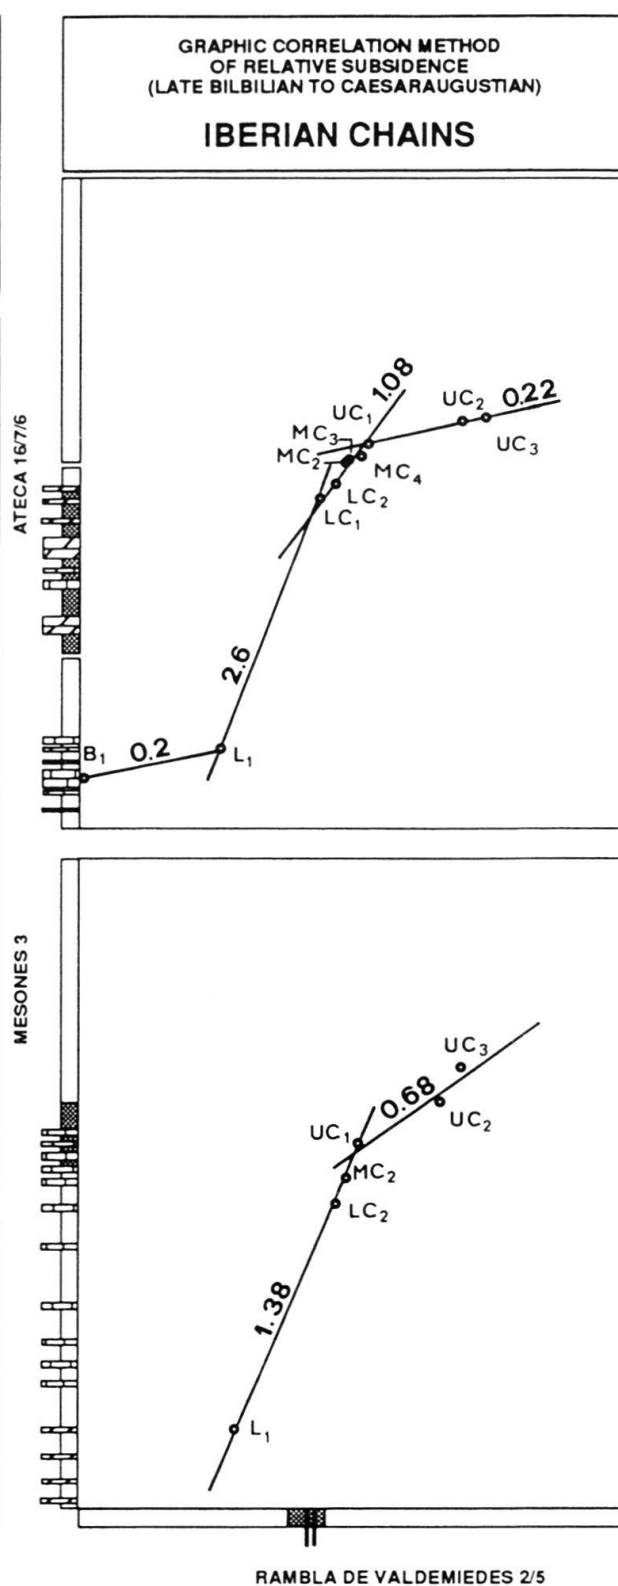 GRAPHIC CORRELATION METHOD
OF RELATIVE SUBSIDENCE
(LATE BILBILIAN TO CAESARAUGUSTIAN)
IBERIAN CHAINS
ATECA 16/7/6
1.08
UC2
0.22
UC1
MC3
UC3
MC2
MC4
LC2
LC1
2.6
B1
0.2
L1
MESONES 3
UC3
0.68
UC1
UC2
MC2
LC2
1.38
L1
RAMBLA DE VALDEMIEDES 2/5